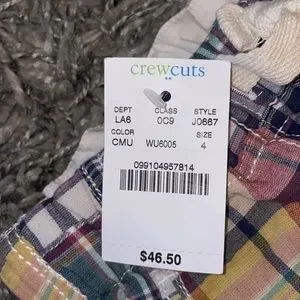 crewcuts
DEPT CLASS STYLE
LA6 0C9 J0667
COLOR SIZE
CMU WU6005 4
099104957814
$46.50